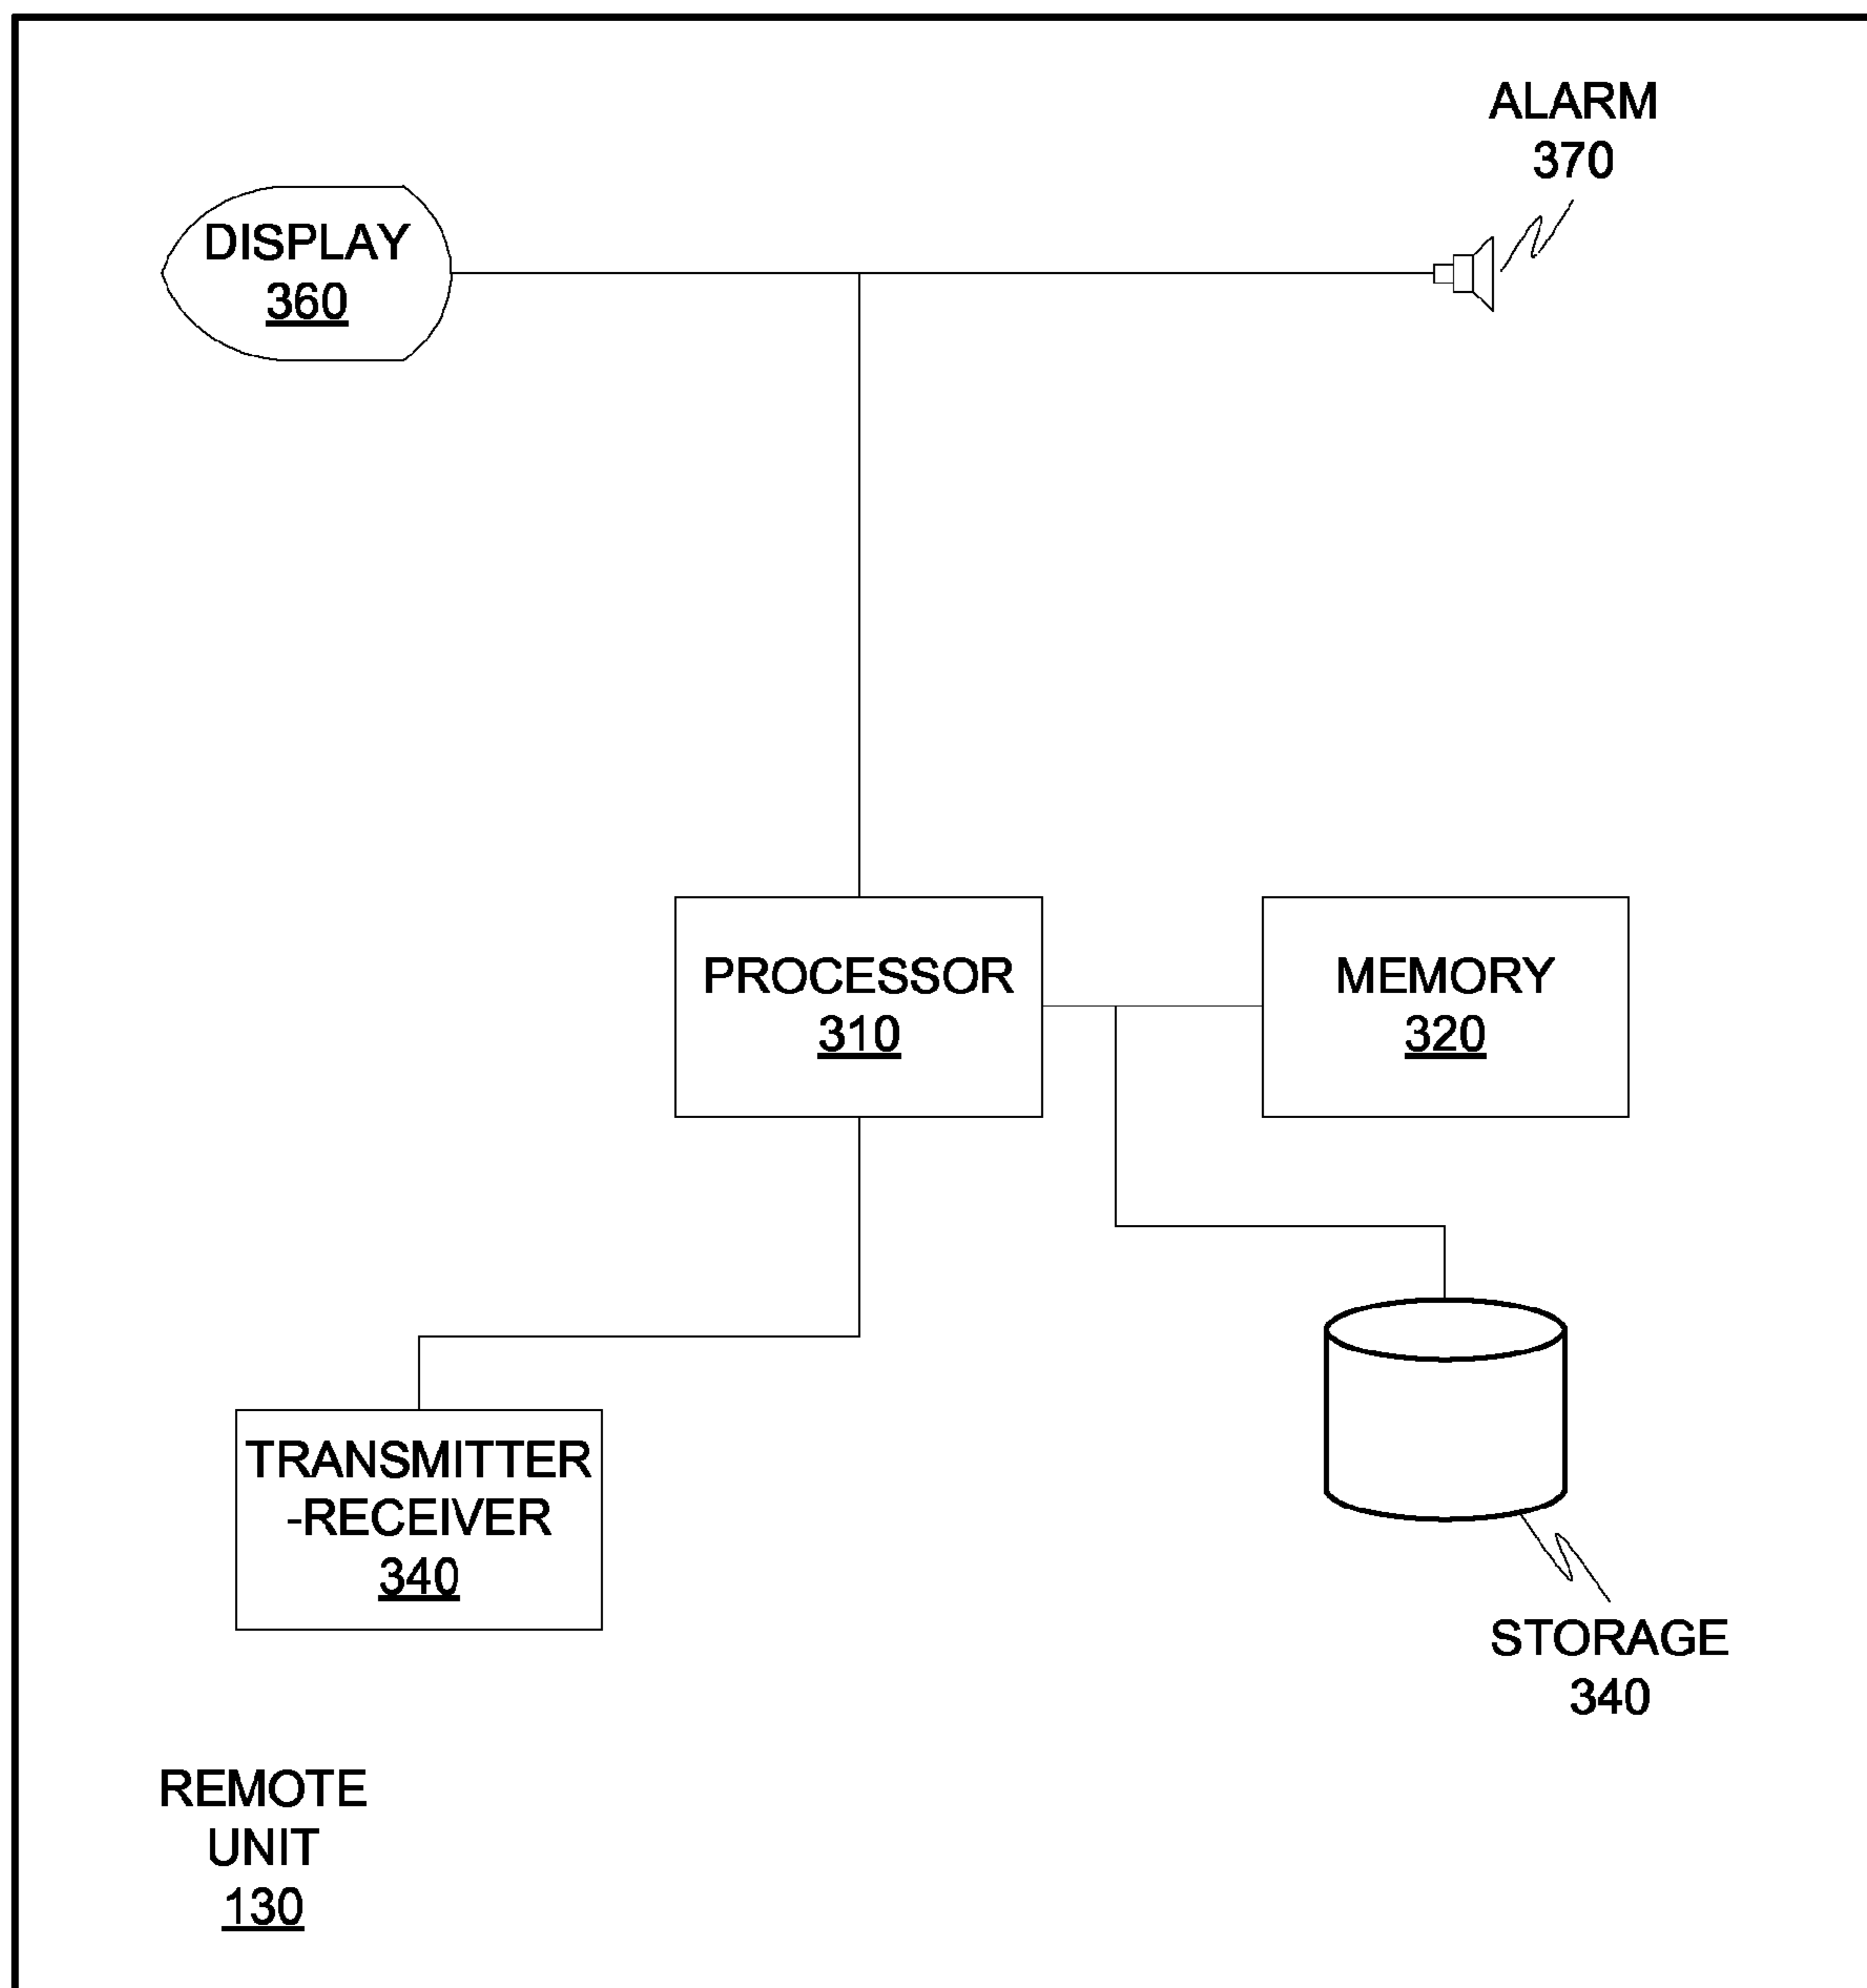 ALARM
370
DISPLAY
360
PROCESSOR
310
MEMORY
320
TRANSMITTER
-RECEIVER
340
STORAGE
340
REMOTE
UNIT
130